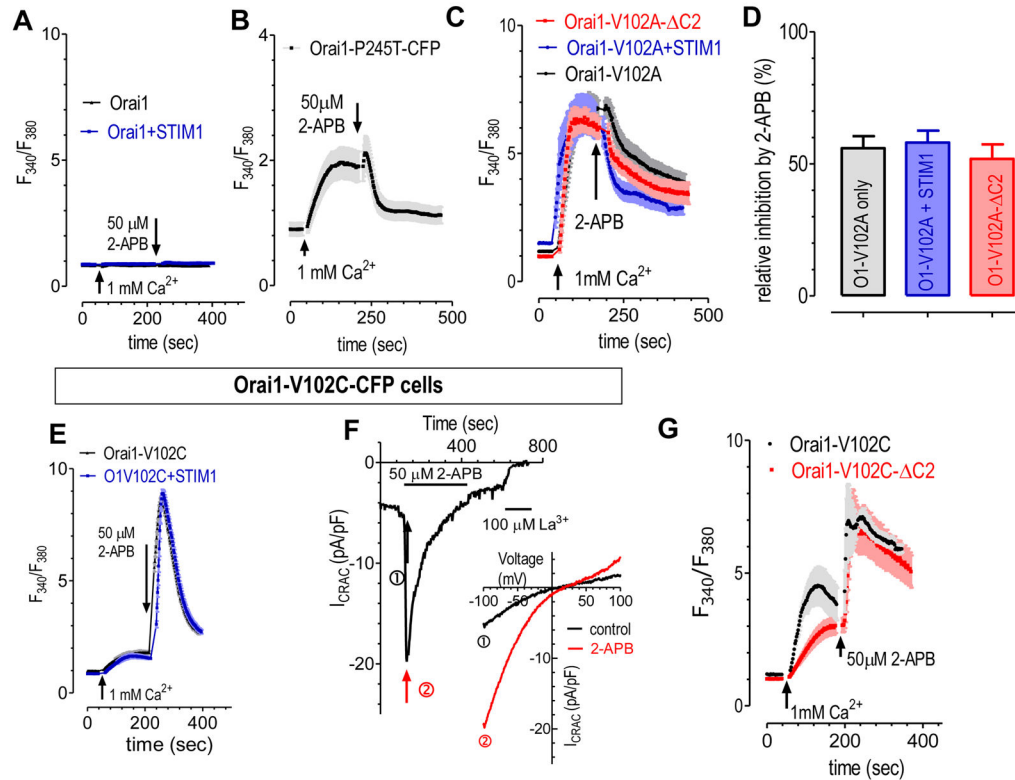 A
10
5
0
F340/F380
Orai1
Orai1+STIM1
50 μM
2-APB
1 mM Ca2+
0 200 400
time (sec)
B
4
2
0
F340/F380
Orai1-P245T-CFP
50μM
2-APB
1 mM Ca2+
0 200 400
time (sec)
C
10
5
0
F340/F380
Orai1-V102A-ΔC2
Orai1-V102A+STIM1
Orai1-V102A
2-APB
1mM Ca2+
0 500
time (sec)
D
relative inhibition by 2-APB (%)
100
50
0
O1-V102A only
O1-V102A + STIM1
O1-V102A-ΔC2
Orai1-V102C-CFP cells
E
Orai1-V102C
O1V102C+STIM1
10
5
0
F340/F380
50 μM
2-APB
1 mM Ca2+
0 200 400
time (sec)
F
Time (sec)
400 800
0
-10
-20
ICRAC (pA/pF)
50 μM 2-APB
100 μM La3+
①
②
Voltage
(mV)
-100 -50 50 100
①
control
2-APB
-10
-20
②
ICRAC (pA/pF)
G
Orai1-V102C
Orai1-V102C-ΔC2
10
5
0
F340/F380
50μM 2-APB
1mM Ca2+
0 200 400
time (sec)